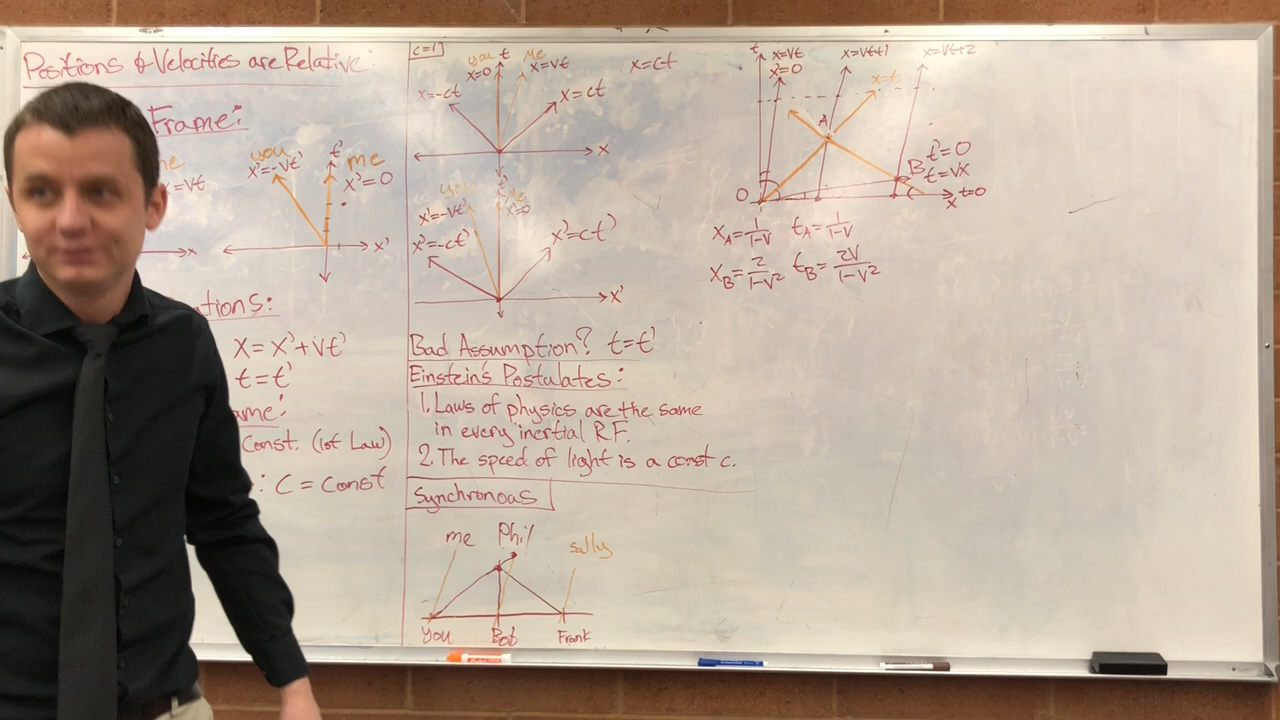 Positions & Velocities are Relative:
Frame:
me
x=vt
you
x'=-vt'
t'
me
x'=0
x
x'
ations:
x=x'+vt'
t=t'
ame:
Const. (1st Law)
: c = const
c=1
you
x=0
t
me
x=vt
x=-ct
x=ct
x=ct
x
you
x'=-vt'
t'
me
x'=0
x'=-ct'
x'=ct'
x'
Bad Assumption? t=t'
Einstein's Postulates:
1. Laws of physics are the same
in every inertial RF.
2. The speed of light is a const c.
Synchronous
me
Phil
sally
you
Bob
Frank
t
x=vt
x'=0
x=vt+1
x=vt+2
x=t
A
B
t'=0
t=vx
O
x
t=0
x_A=1/(1-v) t_A=1/(1-v)
x_B=2/(1-v²) t_B=2v/(1-v²)